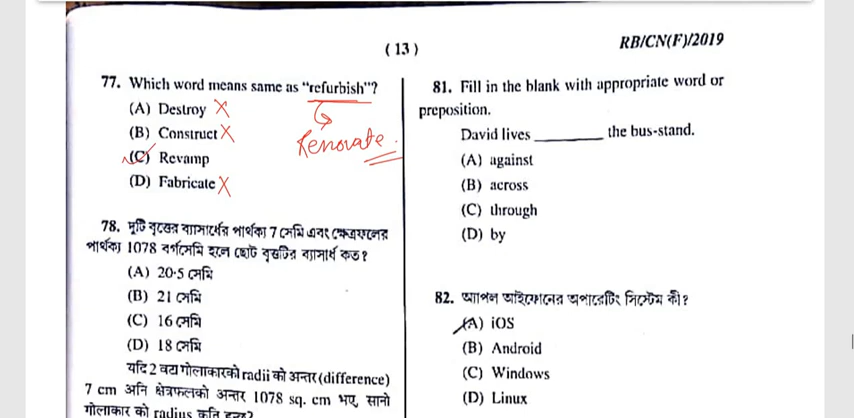 ( 13 )
RB/CN(F)/2019
77. Which word means same as "refurbish"?
(A) Destroy
(B) Construct
(C) Revamp
(D) Fabricate
Renovate.
78. দুটি বৃত্তের ব্যাসার্ধের পার্থক্য 7 সেমি এবং ক্ষেত্রফলের
পার্থক্য 1078 বর্গসেমি হলে ছোট বৃত্তটির ব্যাসার্ধ কত?
(A) 20·5 সেমি
(B) 21 সেমি
(C) 16 সেমি
(D) 18 সেমি
यदि 2 वटा गोलाकारको radii को अन्तर (difference)
7 cm अनि क्षेत्रफलको अन्तर 1078 sq. cm भए, सानो
गोलाकार को radius कति हुन्छ?
81. Fill in the blank with appropriate word or
preposition.
David lives ________ the bus-stand.
(A) against
(B) across
(C) through
(D) by
82. অ্যাপল আইফোনের অপারেটিং সিস্টেম কী?
(A) iOS
(B) Android
(C) Windows
(D) Linux